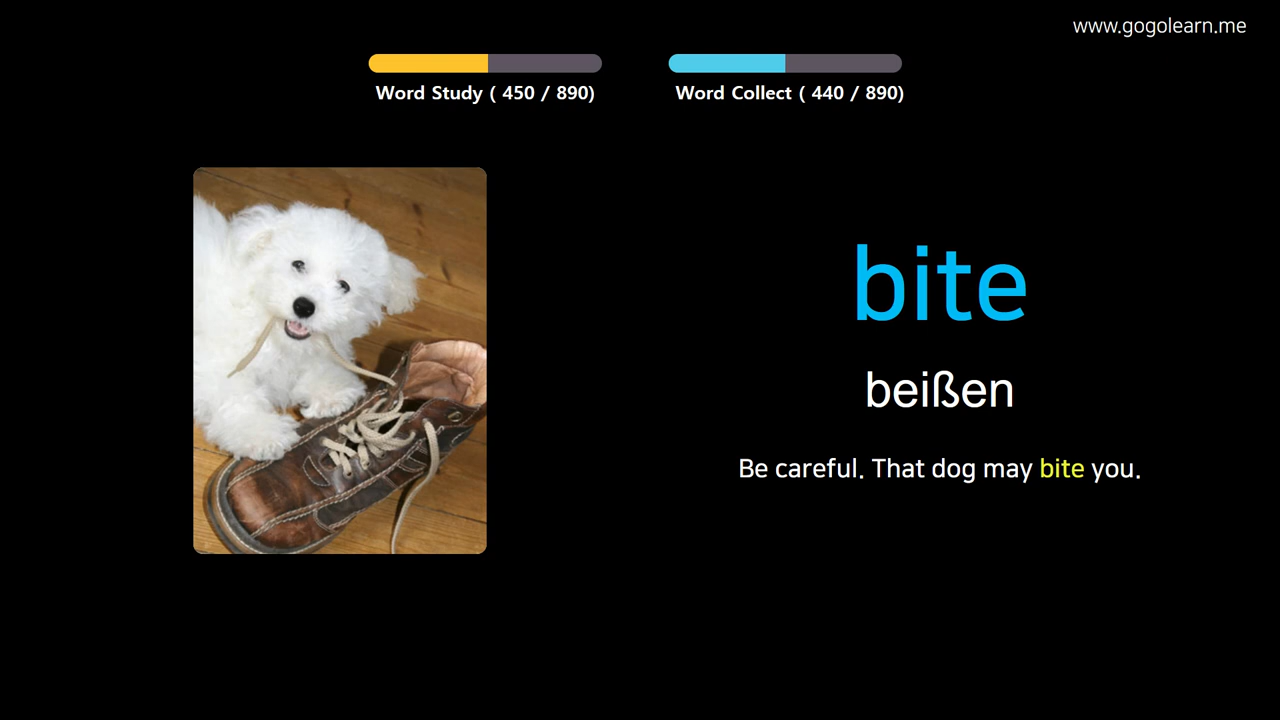 www.gogolearn.me
Word Study ( 450 / 890)
Word Collect ( 440 / 890)
bite
beißen
Be careful. That dog may bite you.